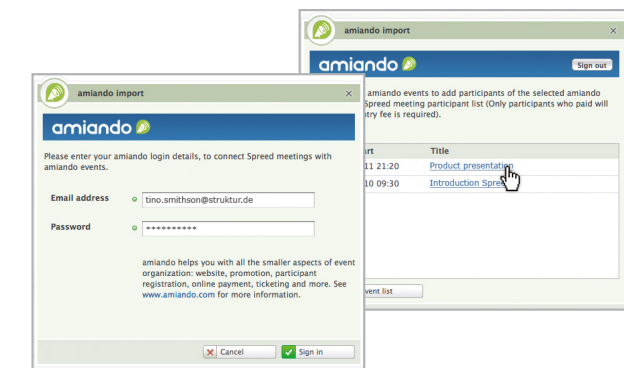 amiando import
amiando
Sign out
amiando events to add participants of the selected amiando
Spreed meeting participant list (Only participants who paid will
entry fee is required).
Title
11 21:20 Product presentation
10 09:30 Introduction Spreed
event list
amiando import
amiando
Please enter your amiando login details, to connect Spreed meetings with
amiando events.
Email address tino.smithson@struktur.de
Password **********
amiando helps you with all the smaller aspects of event
organization: website, promotion, participant
registration, online payment, ticketing and more. See
www.amiando.com for more information.
Cancel Sign in